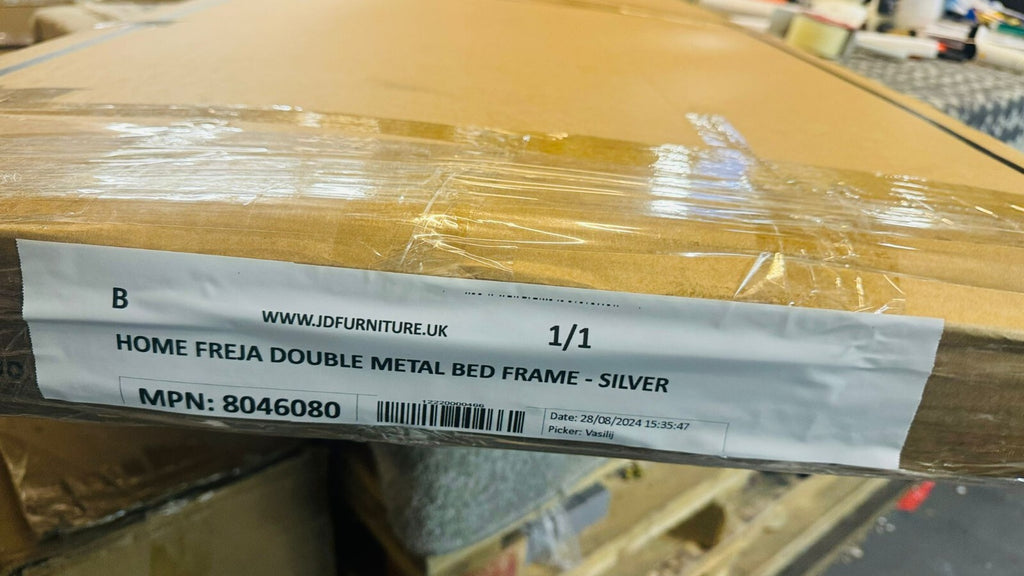 B
WWW.JDFURNITURE.UK
1/1
HOME FREJA DOUBLE METAL BED FRAME - SILVER
MPN: 8046080
12220000406
Date: 28/08/2024 15:35:47
Picker: Vasilij